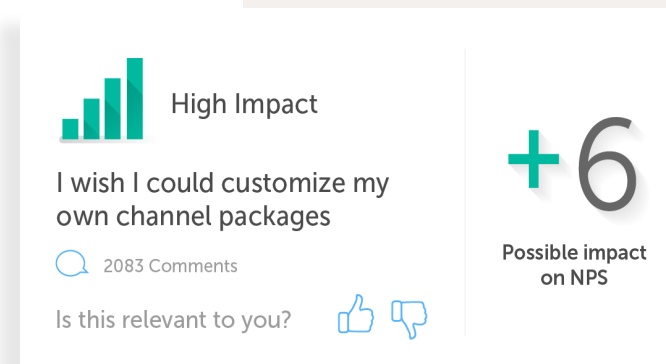 High Impact
I wish I could customize my
own channel packages
2083 Comments
Is this relevant to you?
+6
Possible impact
on NPS